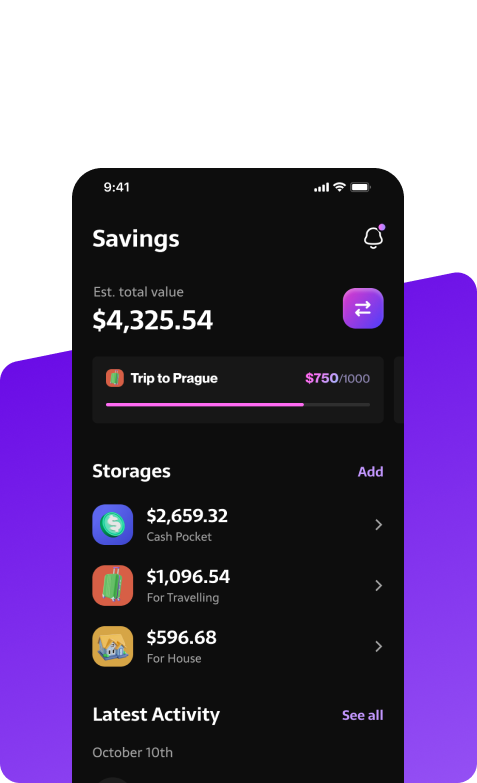 9:41
Savings
Est. total value
$4,325.54
Trip to Prague $750/1000
Storages Add
$2,659.32
Cash Pocket
$1,096.54
For Travelling
$596.68
For House
Latest Activity See all
October 10th